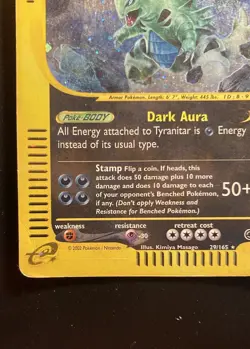 Armor Pokémon. Length: 6' 7", Weight: 445 lbs. LD-8-9
Poké-BODY Dark Aura
All Energy attached to Tyranitar is Energy
instead of its usual type.
Stamp Flip a coin. If heads, this
attack does 50 damage plus 10 more
damage and does 10 damage to each
of your opponent's Benched Pokémon,
if any. (Don't apply Weakness and
Resistance for Benched Pokémon.)
50+
weakness resistance retreat cost
-30
e
©2002 Pokémon / Nintendo
Illus. Kimiya Masago
29/165 ★